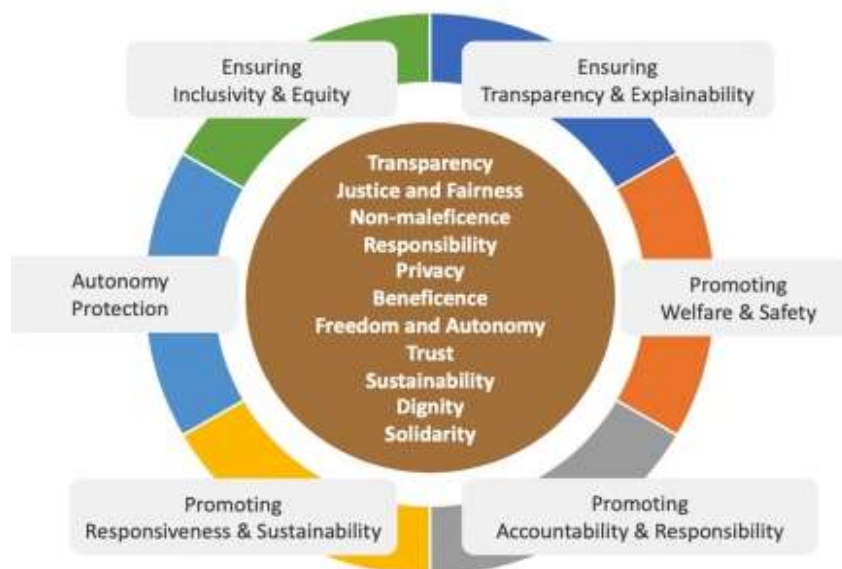 Ensuring
Inclusivity & Equity
Ensuring
Transparency & Explainability
Transparency
Justice and Fairness
Non-maleficence
Responsibility
Privacy
Beneficence
Freedom and Autonomy
Trust
Sustainability
Dignity
Solidarity
Autonomy
Protection
Promoting
Welfare & Safety
Promoting
Responsiveness & Sustainability
Promoting
Accountability & Responsibility